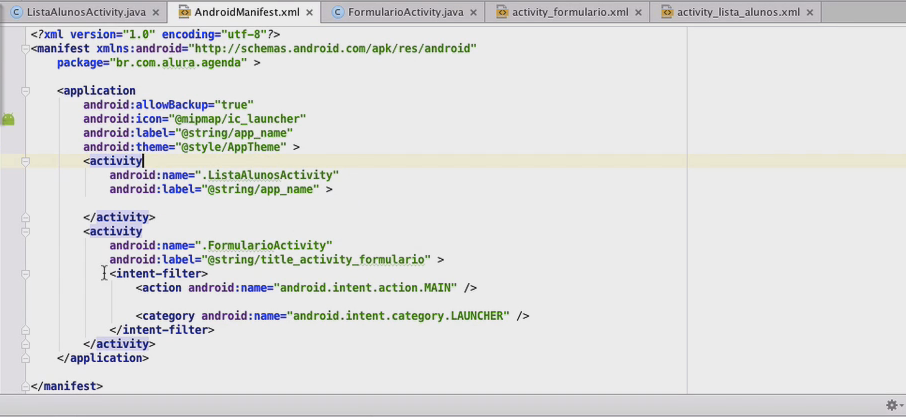 ListaAlunosActivity.java × AndroidManifest.xml × FormularioActivity.java × activity_formulario.xml × activity_lista_alunos.xml ×
<?xml version="1.0" encoding="utf-8"?>
<manifest xmlns:android="http://schemas.android.com/apk/res/android"
    package="br.com.alura.agenda" >

    <application
        android:allowBackup="true"
        android:icon="@mipmap/ic_launcher"
        android:label="@string/app_name"
        android:theme="@style/AppTheme" >
        <activity
            android:name=".ListaAlunosActivity"
            android:label="@string/app_name" >

        </activity>
        <activity
            android:name=".FormularioActivity"
            android:label="@string/title_activity_formulario" >
            <intent-filter>
                <action android:name="android.intent.action.MAIN" />

                <category android:name="android.intent.category.LAUNCHER" />
            </intent-filter>
        </activity>
    </application>

</manifest>